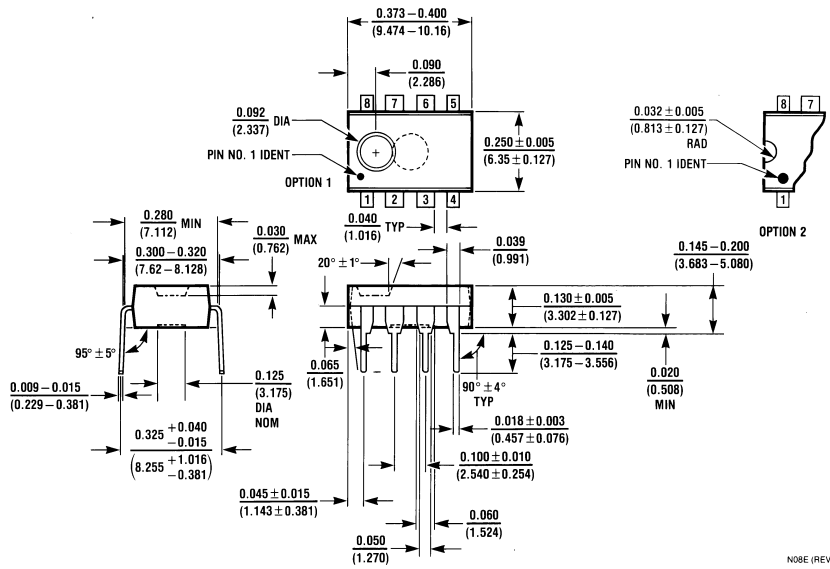 0.373–0.400
(9.474–10.16)
0.090
(2.286)
8 7 6 5
8 7
0.092
(2.337) DIA
0.032 ± 0.005
(0.813 ± 0.127)
RAD
0.250 ± 0.005
(6.35 ± 0.127)
PIN NO. 1 IDENT
PIN NO. 1 IDENT
OPTION 1
1 2 3 4
1
OPTION 2
0.280
(7.112) MIN
0.030
(0.762) MAX
0.040
(1.016) TYP
0.300–0.320
(7.62–8.128)
20° ± 1°
0.039
(0.991)
0.145–0.200
(3.683–5.080)
0.130 ± 0.005
(3.302 ± 0.127)
95° ± 5°
0.065
(1.651)
0.125–0.140
(3.175–3.556)
0.009–0.015
(0.229–0.381)
0.125
(3.175)
DIA
NOM
90° ± 4°
TYP
0.020
(0.508)
MIN
0.018 ± 0.003
(0.457 ± 0.076)
0.325 +0.040
−0.015
(8.255 +1.016
−0.381)
0.100 ± 0.010
(2.540 ± 0.254)
0.045 ± 0.015
(1.143 ± 0.381)
0.060
(1.524)
0.050
(1.270)
N08E (REV